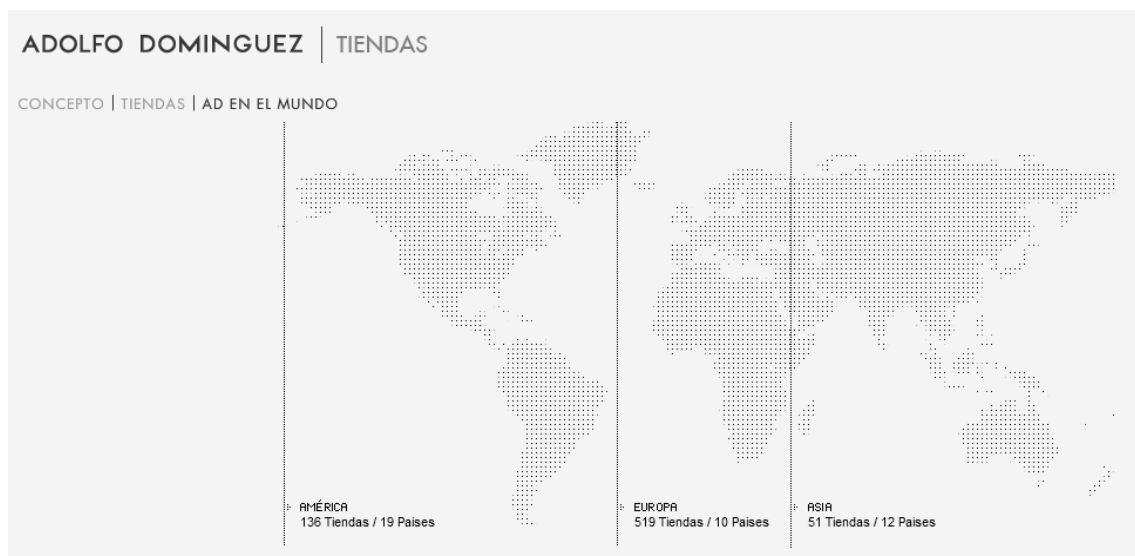 ADOLFO DOMINGUEZ | TIENDAS
CONCEPTO | TIENDAS | AD EN EL MUNDO
AMÉRICA
136 Tiendas / 19 Paises
EUROPA
519 Tiendas / 10 Paises
ASIA
51 Tiendas / 12 Paises